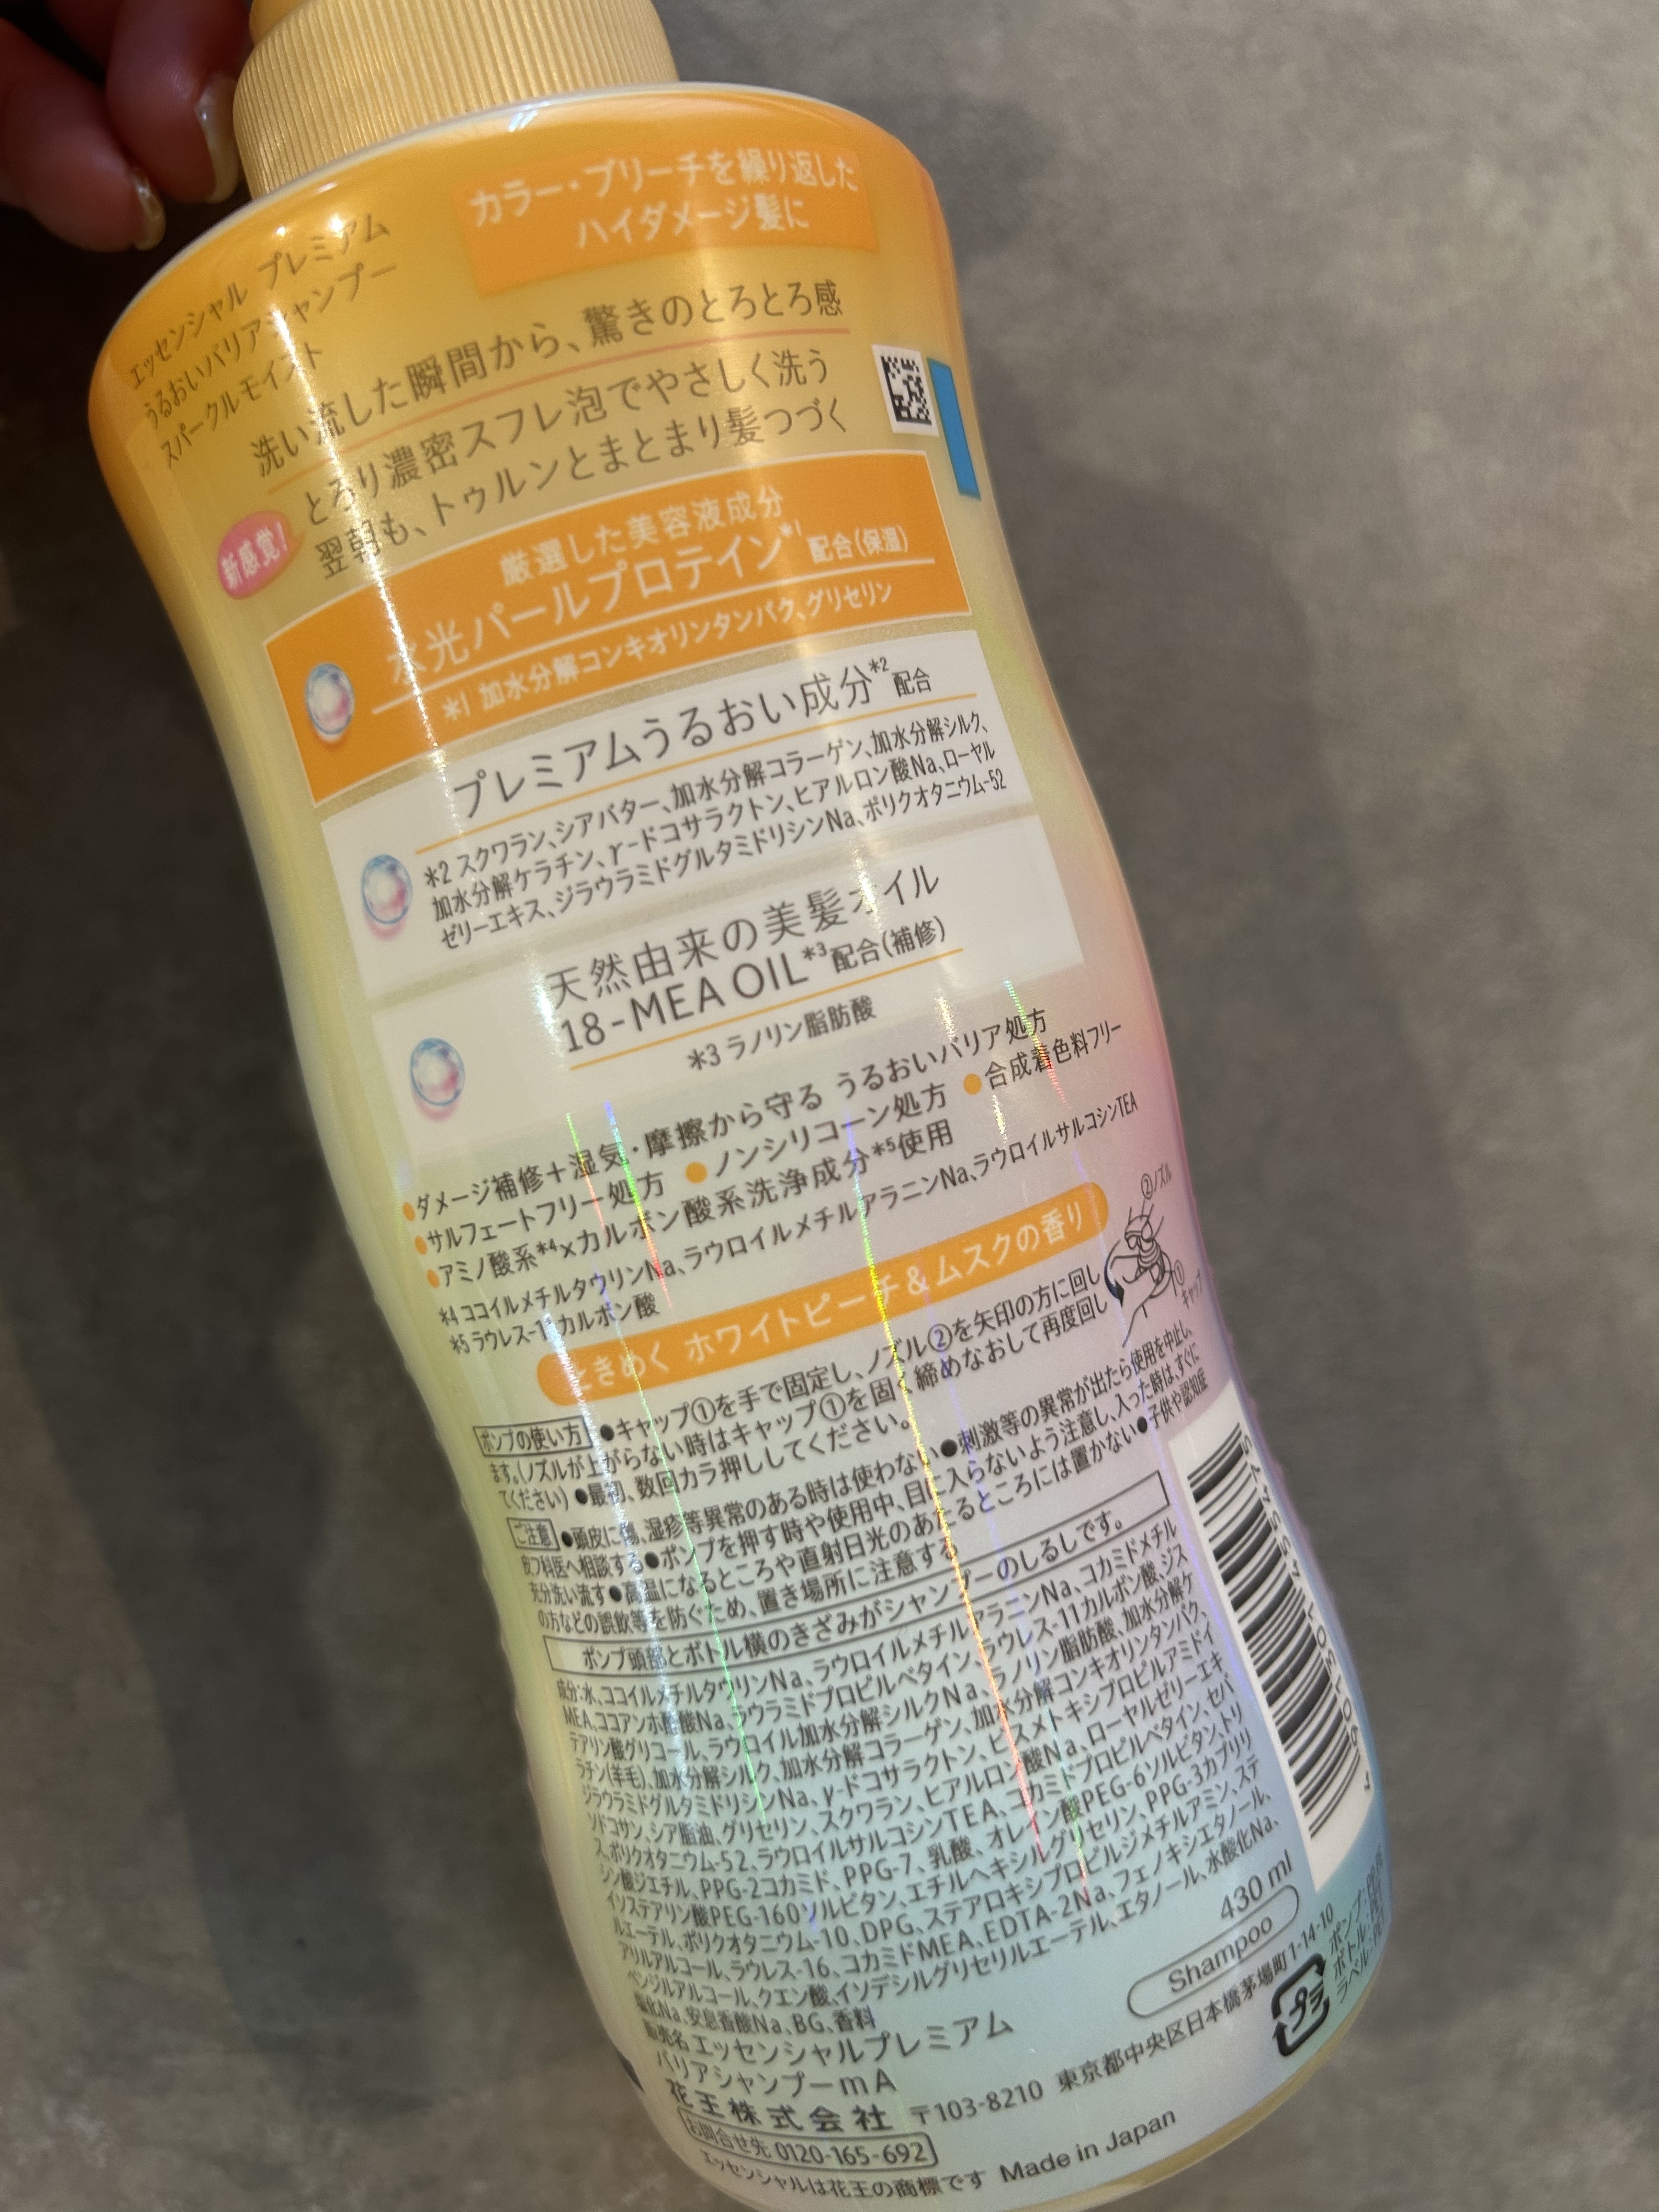 エッセンシャル プレミアム
うるおいバリアシャンプー
スパークルモイスト
カラー・ブリーチを繰り返した
ハイダメージ髪に
洗い流した瞬間から、驚きのとろとろ感
新感覚!
とろり濃密スフレ泡でやさしく洗う
翌朝も、トゥルンとまとまり髪つづく
厳選した美容液成分
水光パールプロテイン*1 配合(保湿)
*1 加水分解コンキオリンタンパク、グリセリン
プレミアムうるおい成分*2 配合
*2 スクワラン、シアバター、加水分解コラーゲン、加水分解シルク、
加水分解ケラチン、γ-ドコサラクトン、ヒアルロン酸Na、ローヤル
ゼリーエキス、ジラウラミドグルタミドリシンNa、ポリクオタニウム-52
天然由来の美髪オイル
18-MEA OIL*3 配合(補修)
*3 ラノリン脂肪酸
●ダメージ補修+湿気・摩擦から守る うるおいバリア処方
●サルフェートフリー処方 ●ノンシリコーン処方 ●合成着色料フリー
●アミノ酸系*4×カルボン酸系洗浄成分*5使用
*4 ココイルメチルタウリンNa、ラウロイルメチルアラニンNa、ラウロイルサルコシンTEA
*5 ラウレス-11カルボン酸
ときめく ホワイトピーチ&ムスクの香り
②ノズル
①キャップ
ポンプの使い方 ●キャップ①を手で固定し、ノズル②を矢印の方に回し
ます。(ノズルが上がらない時はキャップ①を固く締めなおして再度回し
てください) ●最初、数回カラ押ししてください。
ご注意 ●頭皮に傷、湿疹等異常のある時は使わない●刺激等の異常が出たら使用を中止し、
皮フ科医へ相談する●ポンプを押す時や使用中、目に入らないよう注意し、入った時は、すぐに
充分洗い流す●高温になるところや直射日光のあたるところには置かない●子供や認知症
の方などの誤飲等を防ぐため、置き場所に注意する
ポンプ頭部とボトル横のきざみがシャンプーのしるしです。
成分:水、ココイルメチルタウリンNa、ラウロイルメチルアラニンNa、コカミドメチル
MEA、ココアンホ酢酸Na、ラウラミドプロピルベタイン、ラウレス-11カルボン酸、ジス
テアリン酸グリコール、ラウロイル加水分解シルクNa、ラノリン脂肪酸、加水分解ケ
ラチン(羊毛)、加水分解シルク、加水分解コラーゲン、加水分解コンキオリンタンパク、
ジラウラミドグルタミドリシンNa、γ-ドコサラクトン、ビスメトキシプロピルアミドイ
ソドコサン、シア脂油、グリセリン、スクワラン、ヒアルロン酸Na、ローヤルゼリーエキ
ス、ポリクオタニウム-52、ラウロイルサルコシンTEA、コカミドプロピルベタイン、セバ
シン酸ジエチル、PPG-2コカミド、PPG-7、乳酸、オレイン酸PEG-6ソルビタン、トリ
イソステアリン酸PEG-160ソルビタン、エチルヘキシルグリセリン、PPG-3カプリリ
ルエーテル、ポリクオタニウム-10、DPG、ステアロキシプロピルジメチルアミン、ステ
アリルアルコール、ラウレス-16、コカミドMEA、EDTA-2Na、フェノキシエタノール、
ベンジルアルコール、クエン酸、イソデシルグリセリルエーテル、エタノール、水酸化Na、
塩化Na、安息香酸Na、BG、香料
430 ml
Shampoo
販売名 エッセンシャルプレミアム
バリアシャンプーmA
花王株式会社 〒103-8210 東京都中央区日本橋茅場町1-14-10
お問合せ先 0120-165-692
エッセンシャルは花王の商標です Made in Japan
プラ
ポンプ:
ボトル:
ラベル: